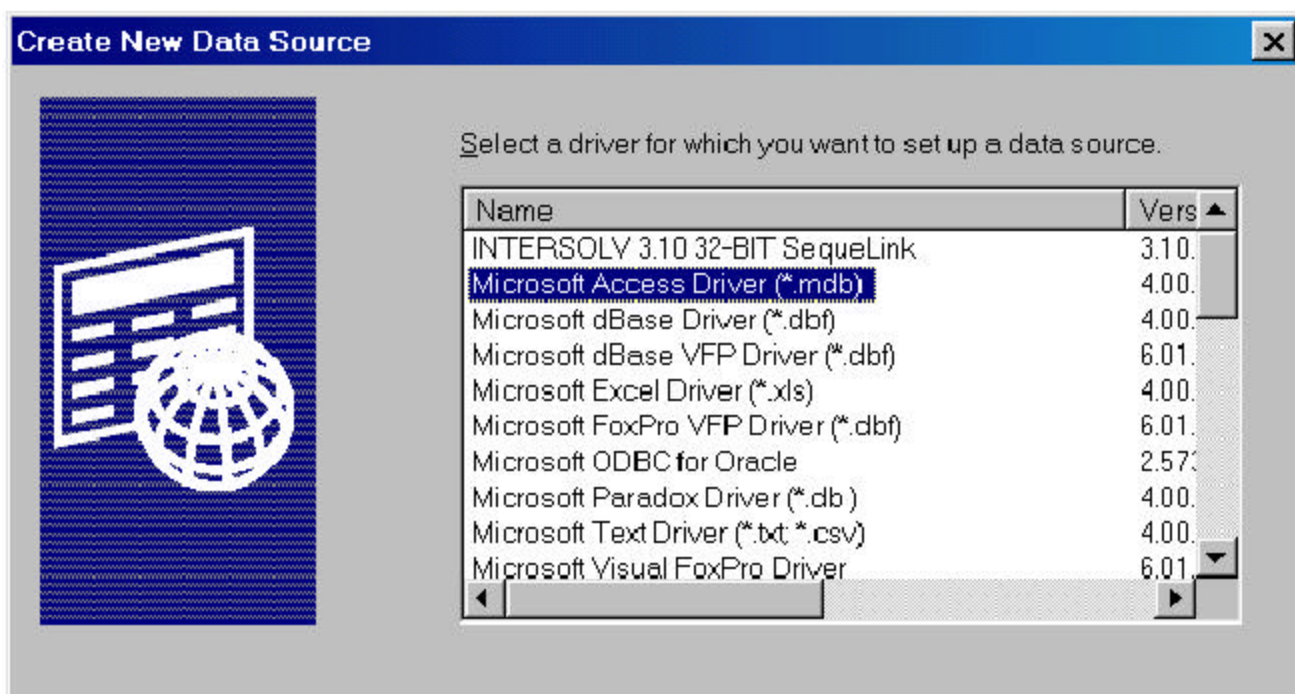 Create New Data Source
Select a driver for which you want to set up a data source.
Name Vers
INTERSOLV 3.10 32-BIT SequeLink 3.10.
Microsoft Access Driver (*.mdb) 4.00.
Microsoft dBase Driver (*.dbf) 4.00.
Microsoft dBase VFP Driver (*.dbf) 6.01.
Microsoft Excel Driver (*.xls) 4.00.
Microsoft FoxPro VFP Driver (*.dbf) 6.01.
Microsoft ODBC for Oracle 2.573
Microsoft Paradox Driver (*.db ) 4.00.
Microsoft Text Driver (*.txt; *.csv) 4.00.
Microsoft Visual FoxPro Driver 6.01.